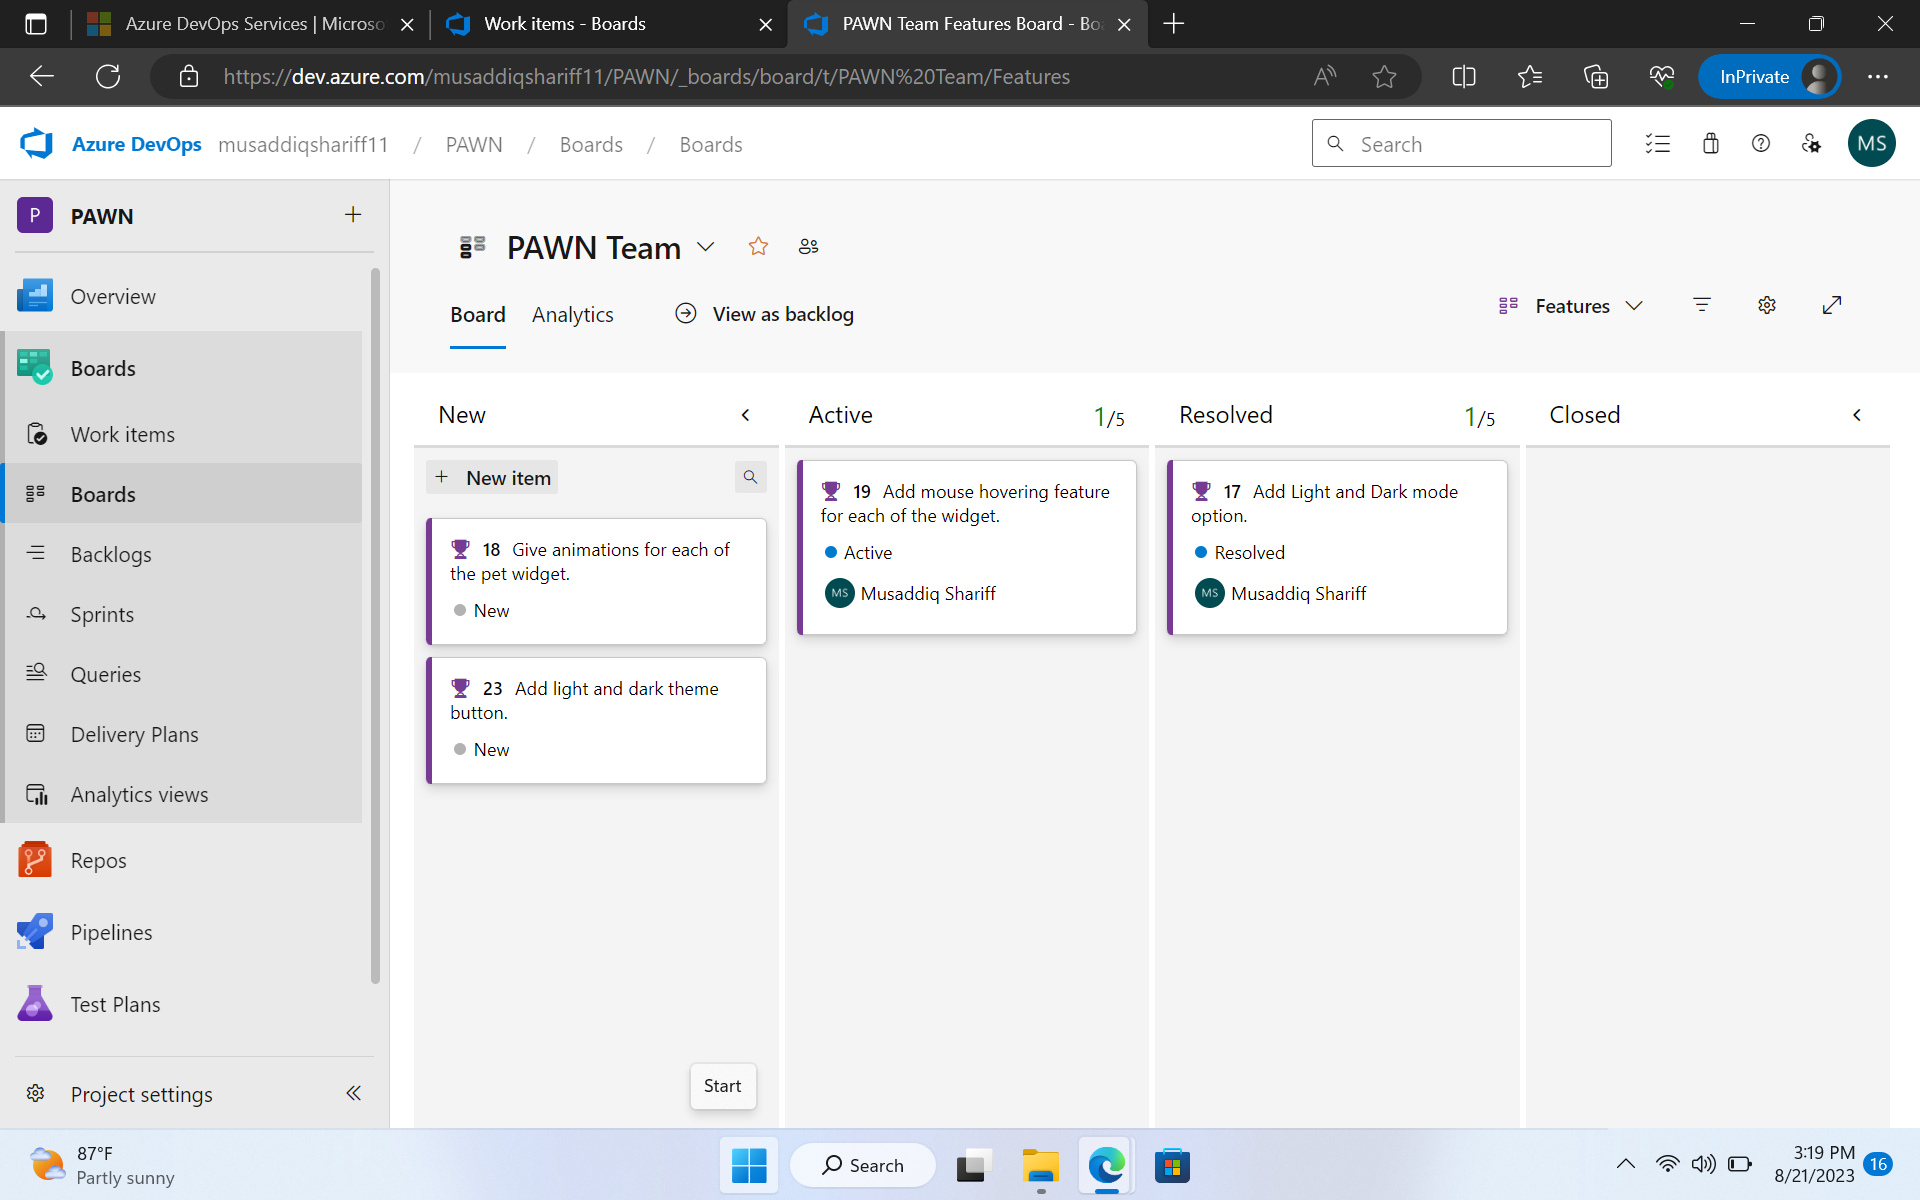 Azure DevOps Services | Microso
Work items - Boards
PAWN Team Features Board - Bo
https://dev.azure.com/musaddiqshariff11/PAWN/_boards/board/t/PAWN%20Team/Features
InPrivate
Azure DevOps musaddiqshariff11 / PAWN / Boards / Boards
Search
MS
P PAWN
Overview
Boards
Work items
Boards
Backlogs
Sprints
Queries
Delivery Plans
Analytics views
Repos
Pipelines
Test Plans
Project settings
PAWN Team
Board Analytics View as backlog
Features
New
New item
18 Give animations for each of
the pet widget.
New
23 Add light and dark theme
button.
New
Active 1/5
19 Add mouse hovering feature
for each of the widget.
Active
MS Musaddiq Shariff
Resolved 1/5
17 Add Light and Dark mode
option.
Resolved
MS Musaddiq Shariff
Closed
Start
87°F
Partly sunny
Search
3:19 PM
8/21/2023
16